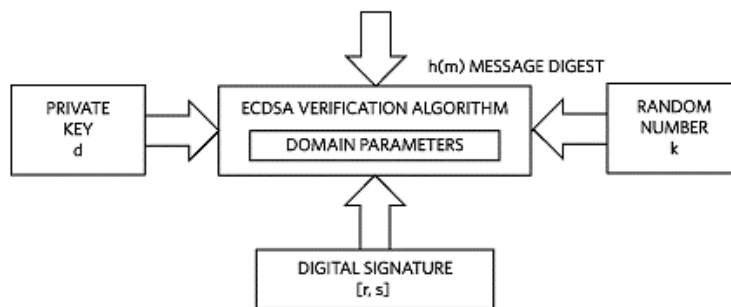 h(m) MESSAGE DIGEST
PRIVATE
KEY
d
ECDSA VERIFICATION ALGORITHM
DOMAIN PARAMETERS
RANDOM
NUMBER
k
DIGITAL SIGNATURE
[r, s]